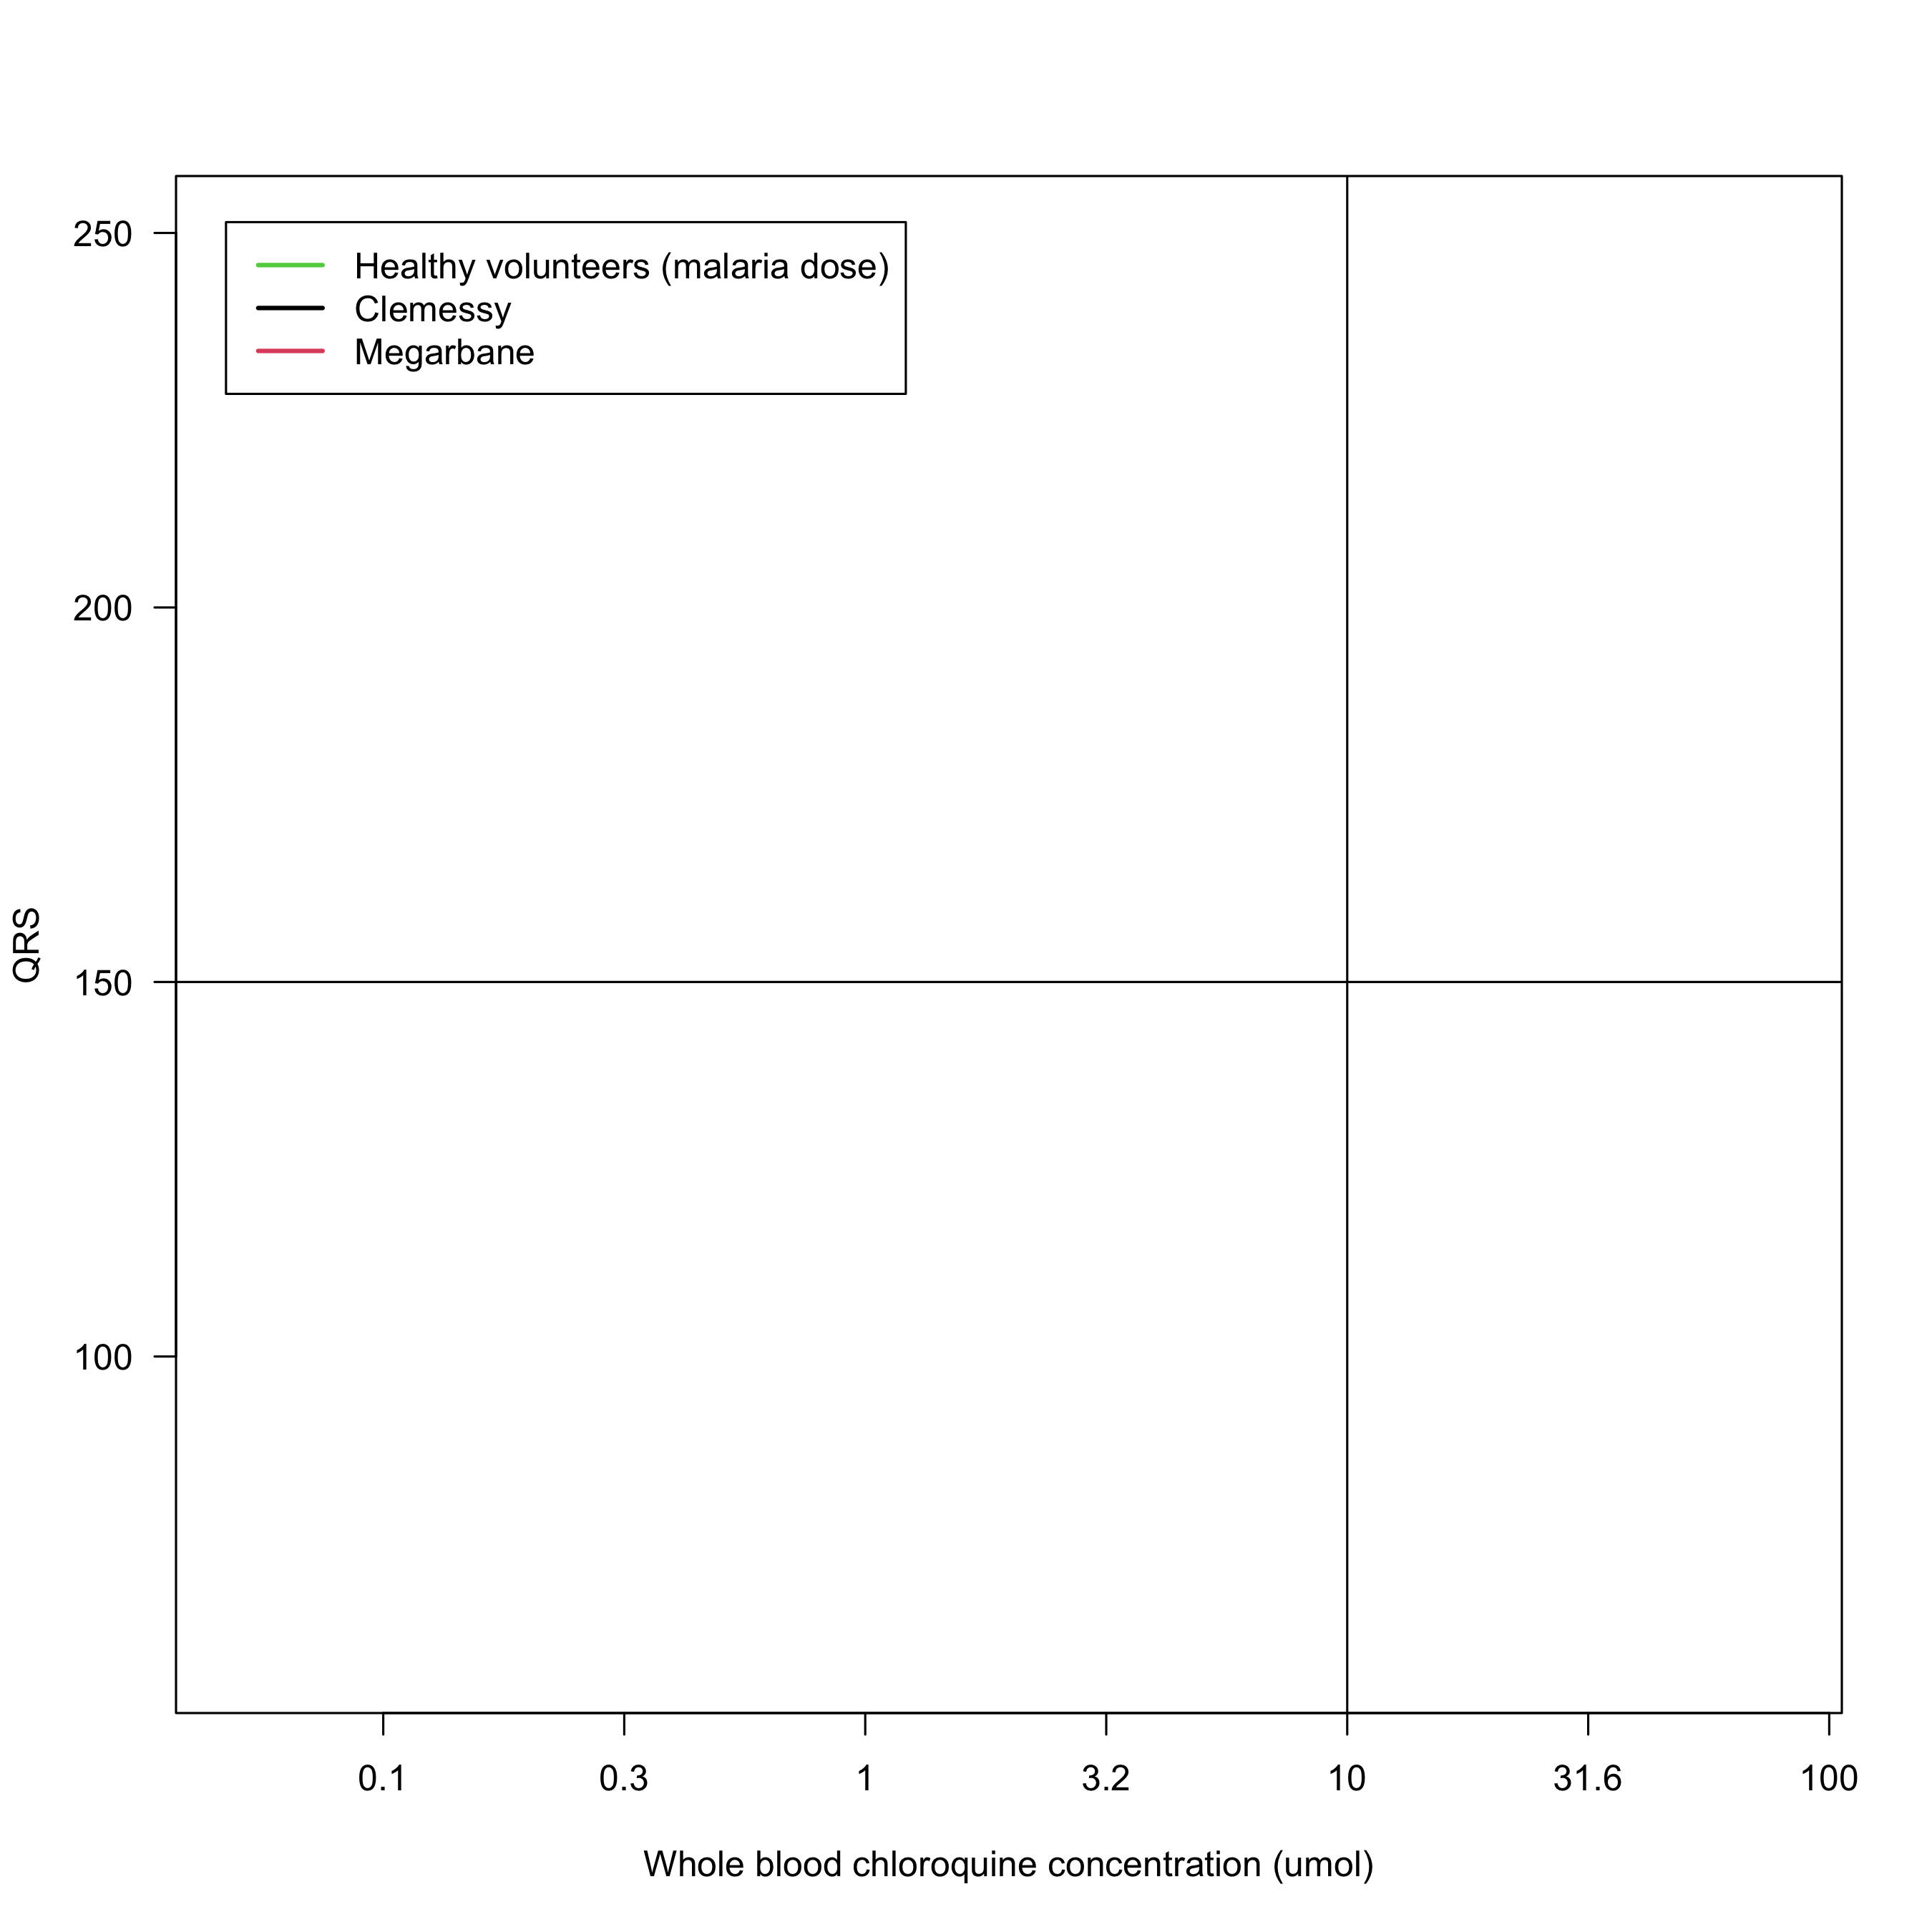 250
200
150
100
QRS
Healthy volunteers (malaria dose)
Clemessy
Megarbane
0.1 0.3 1 3.2 10 31.6 100
Whole blood chloroquine concentration (umol)